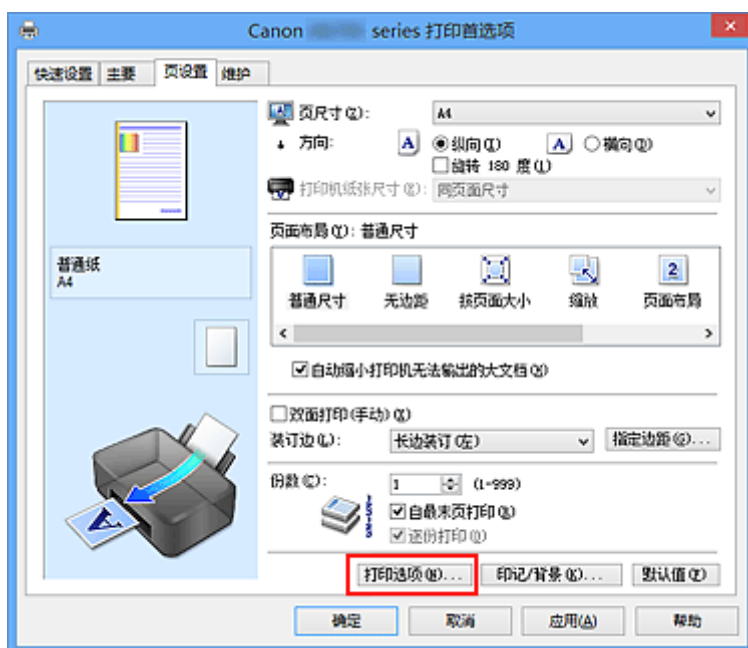 Canon series 打印首选项
快速设置 主要 页设置 维护
页尺寸(Z): A4
方向: A 纵向(T) A 横向(D)
旋转 180 度(L)
打印机纸张尺寸(E): 同页面尺寸
页面布局(Y): 普通尺寸
普通纸
A4
普通尺寸 无边距 按页面大小 缩放 页面布局
自动缩小打印机无法输出的大文档(X)
双面打印(手动)(X)
装订边(L): 长边装订(左) 指定边距(G)...
份数(C): 1 (1-999)
自最末页打印(R)
逐份打印(O)
打印选项(N)... 印记/背景(K)... 默认值(F)
确定 取消 应用(A) 帮助